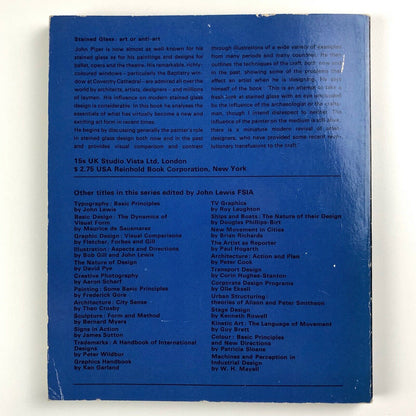 Stained Glass: art or anti-art
John Piper is now almost as well-known for his
stained glass as for his paintings and designs for
ballet, opera and the theatre. His remarkable, richly-
coloured windows – particularly the Baptistry win-
dow at Coventry Cathedral – are admired all over the
world by architects, artists, designers – and millions
of laymen. His influence on modern stained-glass
design is considerable. In this book he analyses the
essentials of what has virtually become a new and
exciting art form in recent times.
He begins by discussing generally the painter's role
in stained glass design both now and in the past
and provides visual comparison and contrast
through illustrations of a wide variety of examples
from many periods and many countries. He then
outlines the techniques of the craft, both now and
in the past, showing some of the problems that
affect an artist when he is designing. He says
himself of the book 'This is an attempt to take a
fresh look at stained glass with an eye unprejudiced
by the influence of the archaeologist or the crafts-
man, though I intend disrespect to neither. The
influence of the painter on the medium is all-important
there is a miniature modern revival of artist-
designers, who have provided some recent revo-
lutionary transfusions to the craft'.
15s UK Studio Vista Ltd, London
$ 2.75 USA Reinhold Book Corporation, New York
Other titles in this series edited by John Lewis FSIA
Typography: Basic Principles
by John Lewis
Basic Design: The Dynamics of
Visual Form
by Maurice de Sausmarez
Graphic Design: Visual Comparisons
by Fletcher, Forbes and Gill
Illustration: Aspects and Directions
by Bob Gill and John Lewis
The Nature of Design
by David Pye
Creative Photography
by Aaron Scharf
Painting: Some Basic Principles
by Frederick Gore
Architecture: City Sense
by Theo Crosby
Sculpture: Form and Method
by Bernard Myers
Signs in Action
by James Sutton
Trademarks: A Handbook of International
Designs
by Peter Wildbur
Graphics Handbook
by Ken Garland
TV Graphics
by Roy Laughton
Ships and Boats: The Nature of their Design
by Douglas Phillips-Birt
New Movement in Cities
by Brian Richards
The Artist as Reporter
by Paul Hogarth
Architecture: Action and Plan
by Peter Cook
Transport Design
by Corin Hughes-Stanton
Corporate Design Programs
by Olle Eksell
Urban Structuring:
theories of Alison and Peter Smithson
Stage Design
by Kenneth Rowell
Kinetic Art: The Language of Movement
by Guy Brett
Colour: Basic Principles
and New Directions
by Patricia Sloane
Machines and Perception in
Industrial Design
by W. H. Mayall